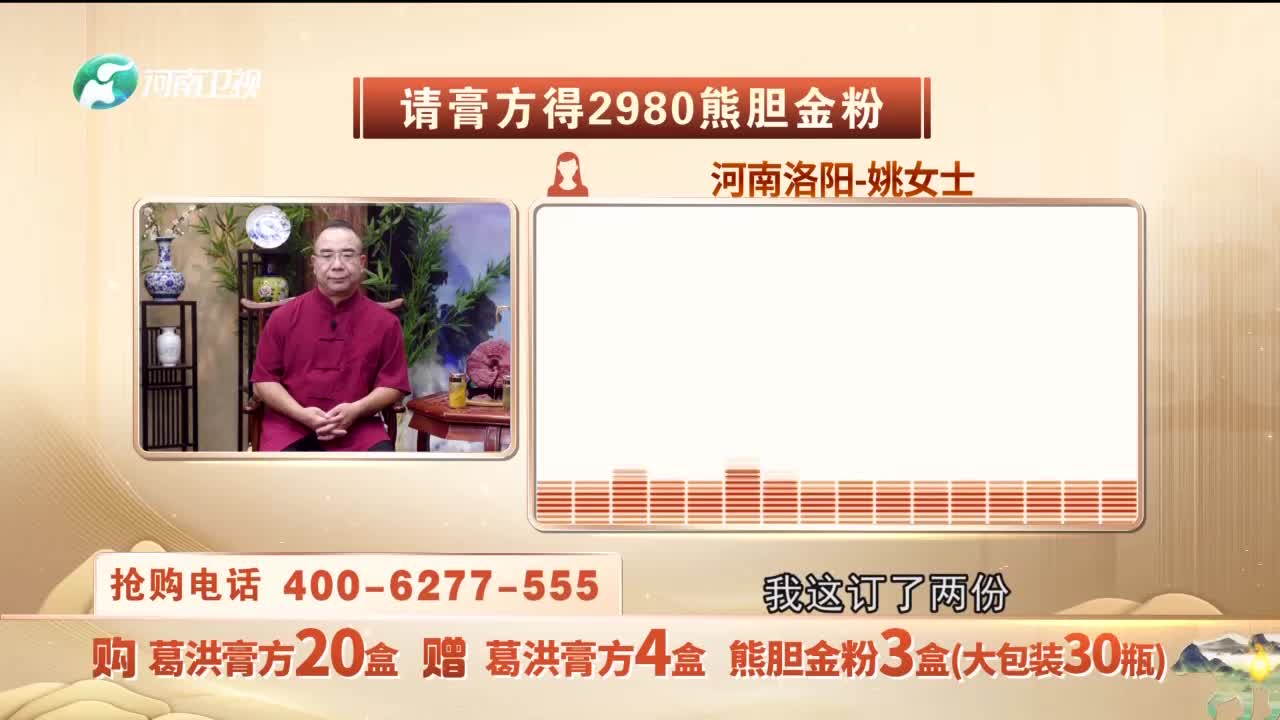 河南卫视
请膏方得2980熊胆金粉
河南洛阳-姚女士
抢购电话 400-6277-555
我这订了两份
购 葛洪膏方20盒 赠 葛洪膏方4盒 熊胆金粉3盒(大包装30瓶)